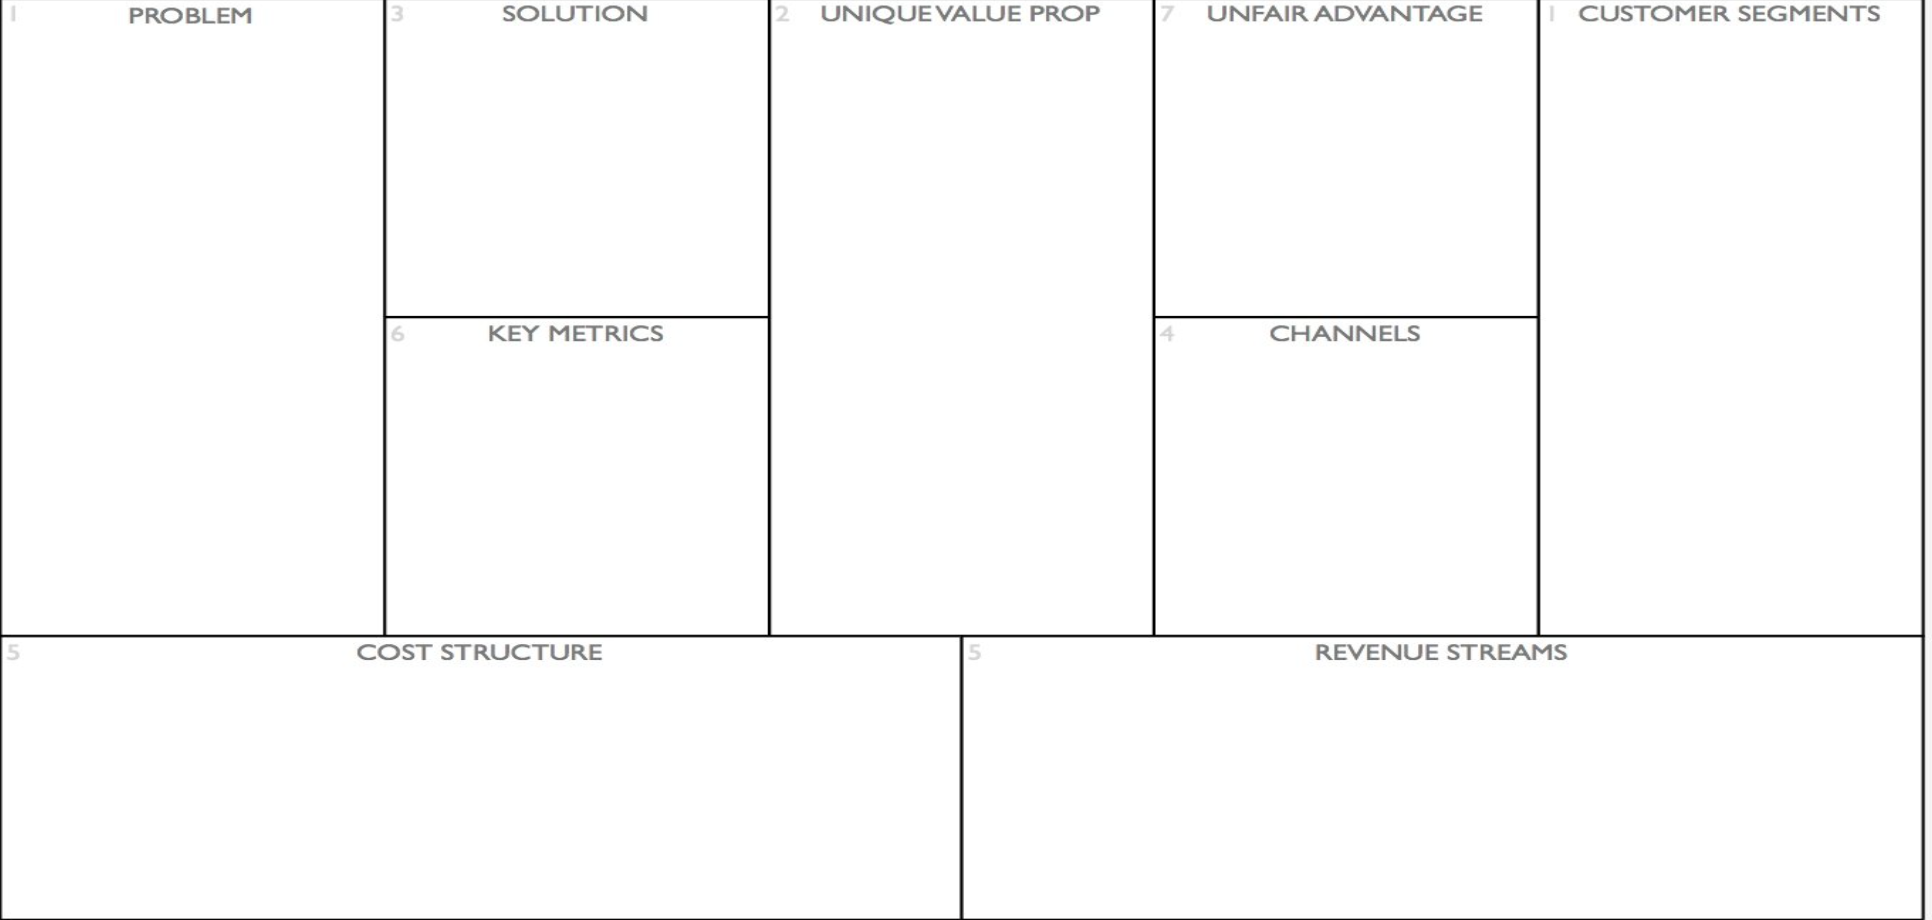 1 PROBLEM
3 SOLUTION
2 UNIQUE VALUE PROP
7 UNFAIR ADVANTAGE
1 CUSTOMER SEGMENTS
6 KEY METRICS
4 CHANNELS
5 COST STRUCTURE
5 REVENUE STREAMS